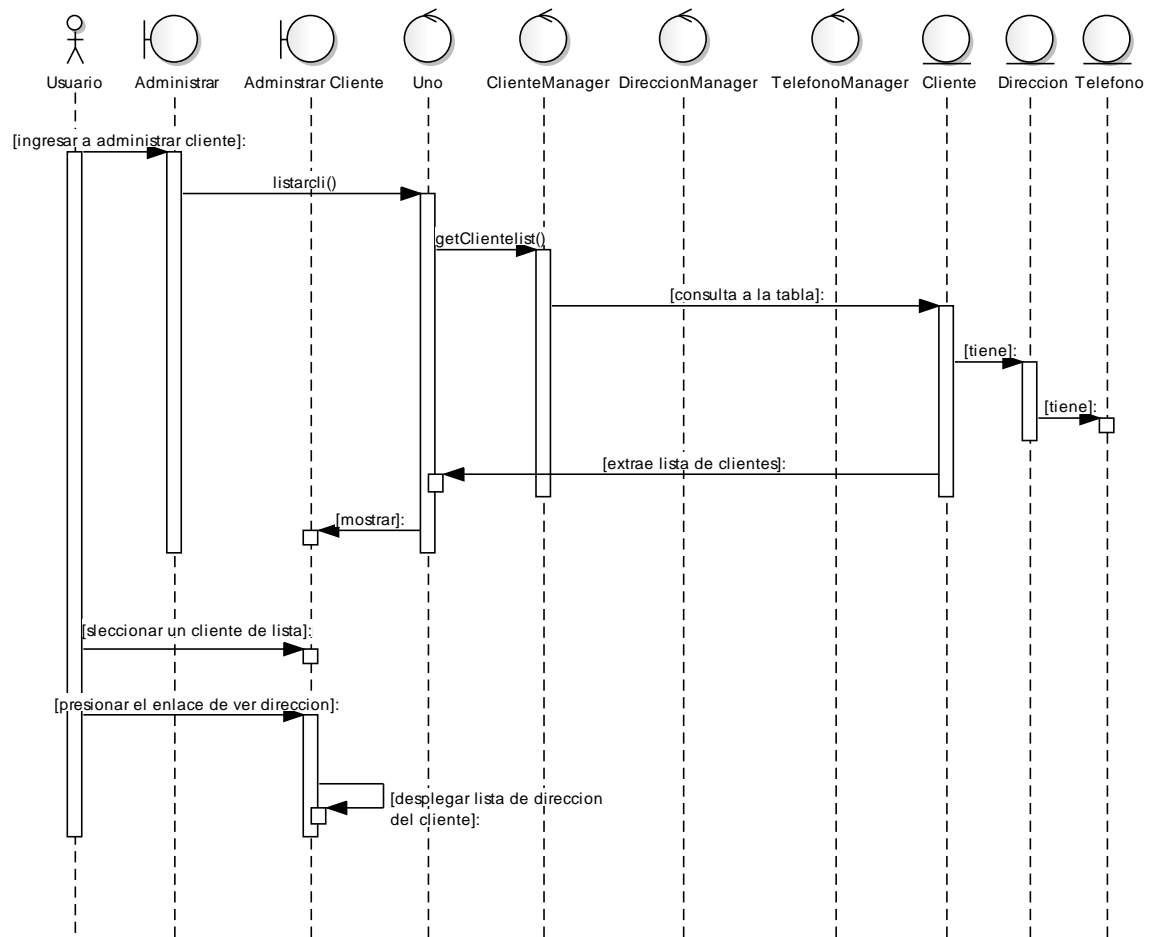 Usuario
Administrar
Adminstrar Cliente
Uno
ClienteManager
DireccionManager
TelefonoManager
Cliente
Direccion
Telefono
[ingresar a administrar cliente]:
listarcli()
getClientelist()
[consulta a la tabla]:
[tiene]:
[tiene]:
[extrae lista de clientes]:
[mostrar]:
[sleccionar un cliente de lista]:
[presionar el enlace de ver direccion]:
[desplegar lista de direccion
del cliente]: